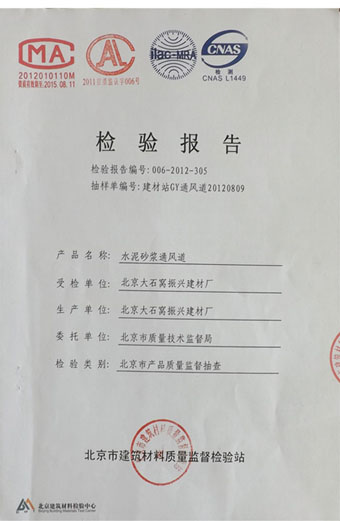 MA
2012010110M
2015.08.11
CAL
ilac-MRA
CNAS
检 测
CNAS L1449
检 验 报 告
检验报告编号:006-2012-305
抽样单编号:建材站GY通风道20120809
产 品 名 称: 水泥砂浆通风道
受 检 单 位: 北京大石窝振兴建材厂
生 产 单 位: 北京大石窝振兴建材厂
委 托 单 位: 北京市质量技术监督局
检 验 类 别: 北京市产品质量监督抽查
北京市建筑材料质量监督检验站
北京建筑材料检验中心